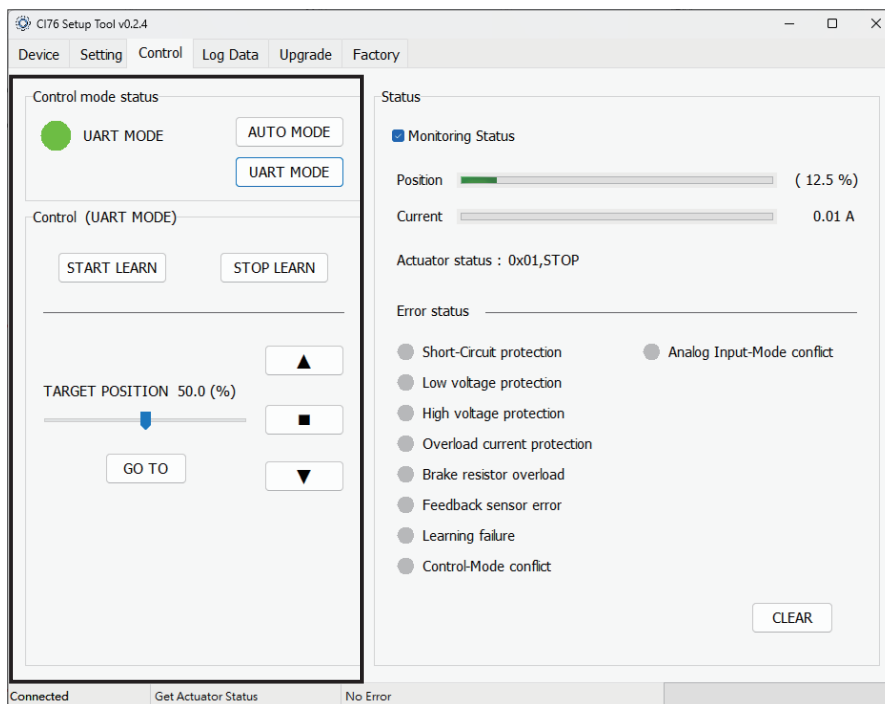 CI76 Setup Tool v0.2.4
Device Setting Control Log Data Upgrade Factory
Control mode status
UART MODE
AUTO MODE
UART MODE
Control (UART MODE)
START LEARN STOP LEARN
▲
TARGET POSITION 50.0 (%)
■
GO TO
▼
Status
Monitoring Status
Position ( 12.5 %)
Current 0.01 A
Actuator status : 0x01,STOP
Error status
Short-Circuit protection
Analog Input-Mode conflict
Low voltage protection
High voltage protection
Overload current protection
Brake resistor overload
Feedback sensor error
Learning failure
Control-Mode conflict
CLEAR
Connected Get Actuator Status No Error